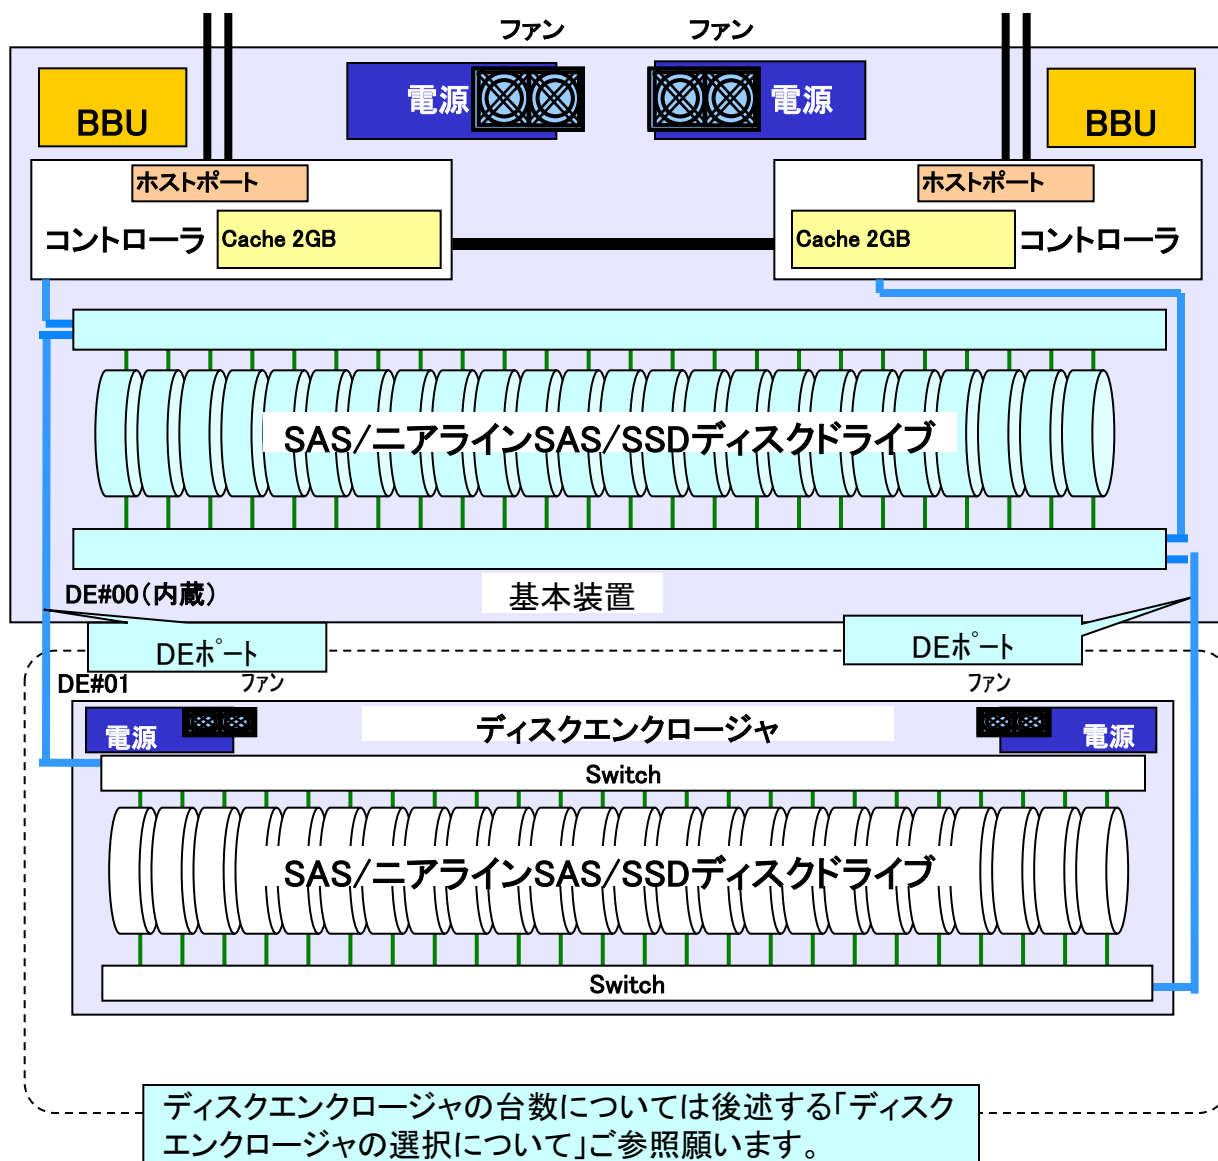 ファン
ファン
BBU
電源
電源
BBU
ホストポート
ホストポート
コントローラ
Cache 2GB
Cache 2GB
コントローラ
SAS/ニアラインSAS/SSDディスクドライブ
DE#00（内蔵）
基本装置
DEﾎﾟｰﾄ
DEﾎﾟｰﾄ
DE#01
ファン
ファン
電源
ディスクエンクロージャ
電源
Switch
SAS/ニアラインSAS/SSDディスクドライブ
Switch
ディスクエンクロージャの台数については後述する「ディスク
エンクロージャの選択について」ご参照願います。